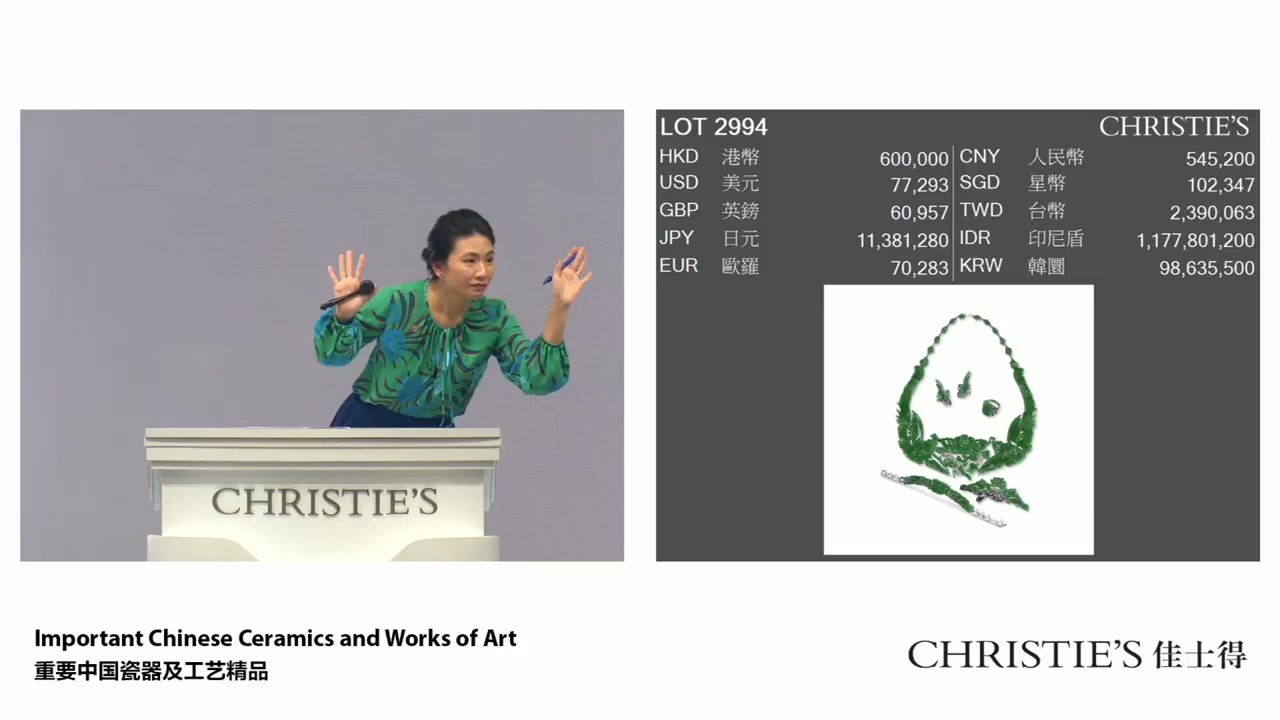 CHRISTIE'S
LOT 2994 CHRISTIE'S
HKD 港幣 600,000 CNY 人民幣 545,200
USD 美元 77,293 SGD 星幣 102,347
GBP 英鎊 60,957 TWD 台幣 2,390,063
JPY 日元 11,381,280 IDR 印尼盾 1,177,801,200
EUR 歐羅 70,283 KRW 韓圜 98,635,500
Important Chinese Ceramics and Works of Art
重要中国瓷器及工艺精品
CHRISTIE'S 佳士得